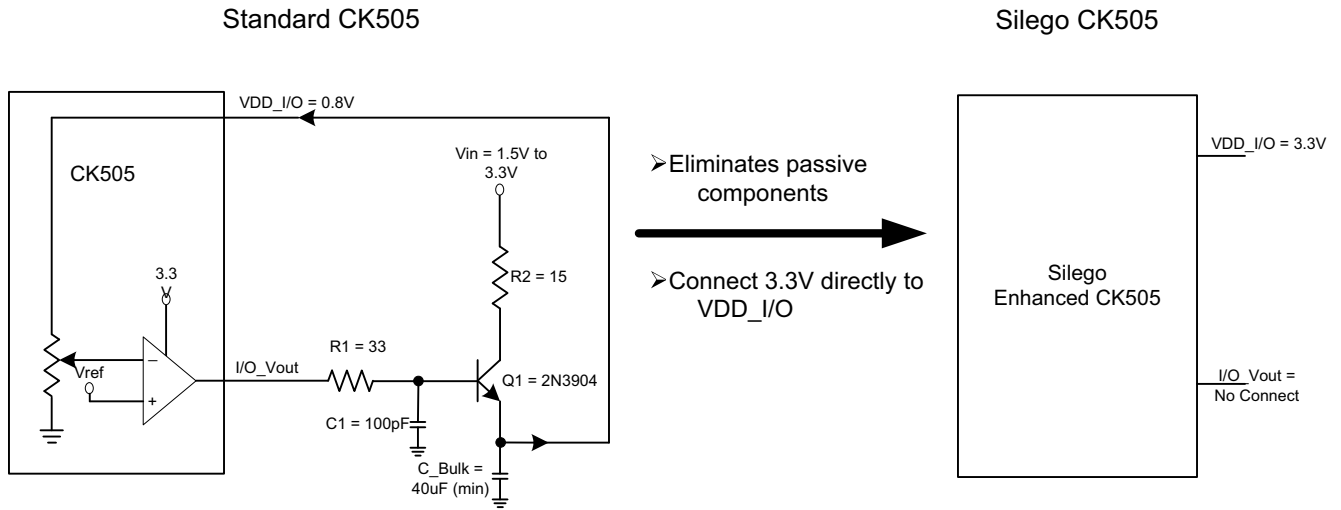 Standard CK505
Silego CK505
VDD_I/O = 0.8V
CK505
Vin = 1.5V to
3.3V
R2 = 15
3.3
V
Vref
–
+
I/O_Vout
R1 = 33
Q1 = 2N3904
C1 = 100pF
C_Bulk =
40uF (min)
➢Eliminates passive
components
➢Connect 3.3V directly to
VDD_I/O
VDD_I/O = 3.3V
Silego
Enhanced CK505
I/O_Vout =
No Connect